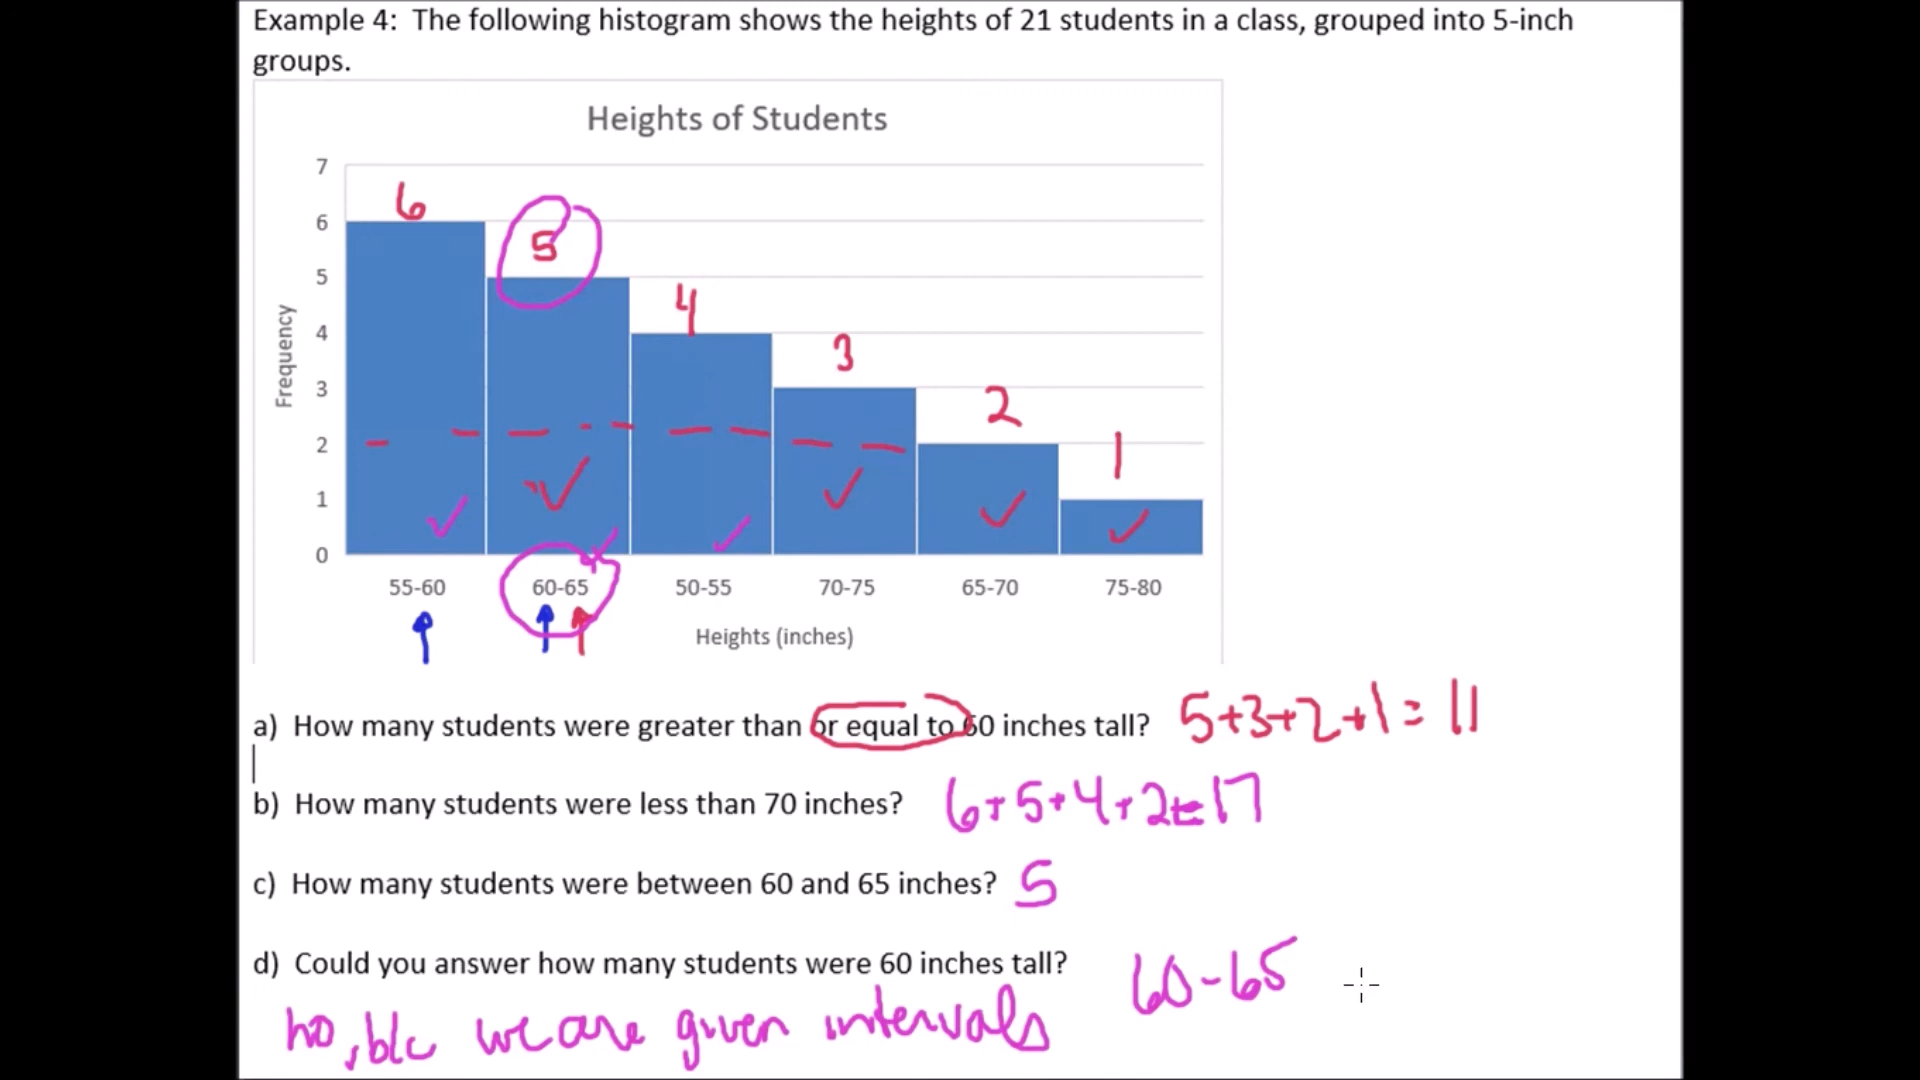 Example 4: The following histogram shows the heights of 21 students in a class, grouped into 5-inch
groups.
Heights of Students
7
6
5
4
3
2
1
0
Frequency
6
5
4
3
2
1
55-60 60-65 50-55 70-75 65-70 75-80
Heights (inches)
a) How many students were greater than or equal to 60 inches tall? 5+3+2+1=11
b) How many students were less than 70 inches? 6+5+4+2=17
c) How many students were between 60 and 65 inches? 5
d) Could you answer how many students were 60 inches tall? 60-65
no, b/c we are given intervals